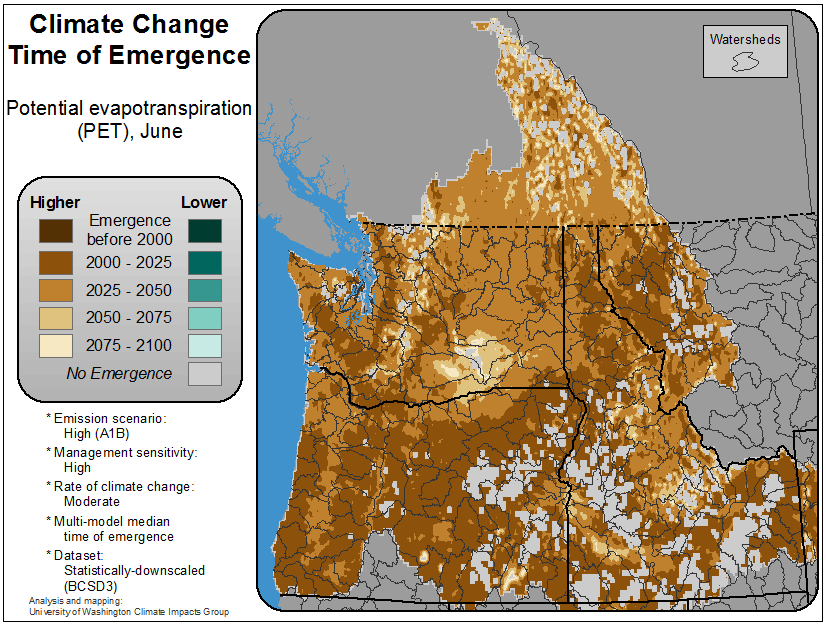 Climate Change
Time of Emergence
Potential evapotranspiration
(PET), June
Watersheds
Higher
Lower
Emergence
before 2000
2000 - 2025
2025 - 2050
2050 - 2075
2075 - 2100
No Emergence
* Emission scenario:
High (A1B)
* Management sensitivity:
High
* Rate of climate change:
Moderate
* Multi-model median
time of emergence
* Dataset:
Statistically-downscaled
(BCSD3)
Analysis and mapping:
University of Washington Climate Impacts Group